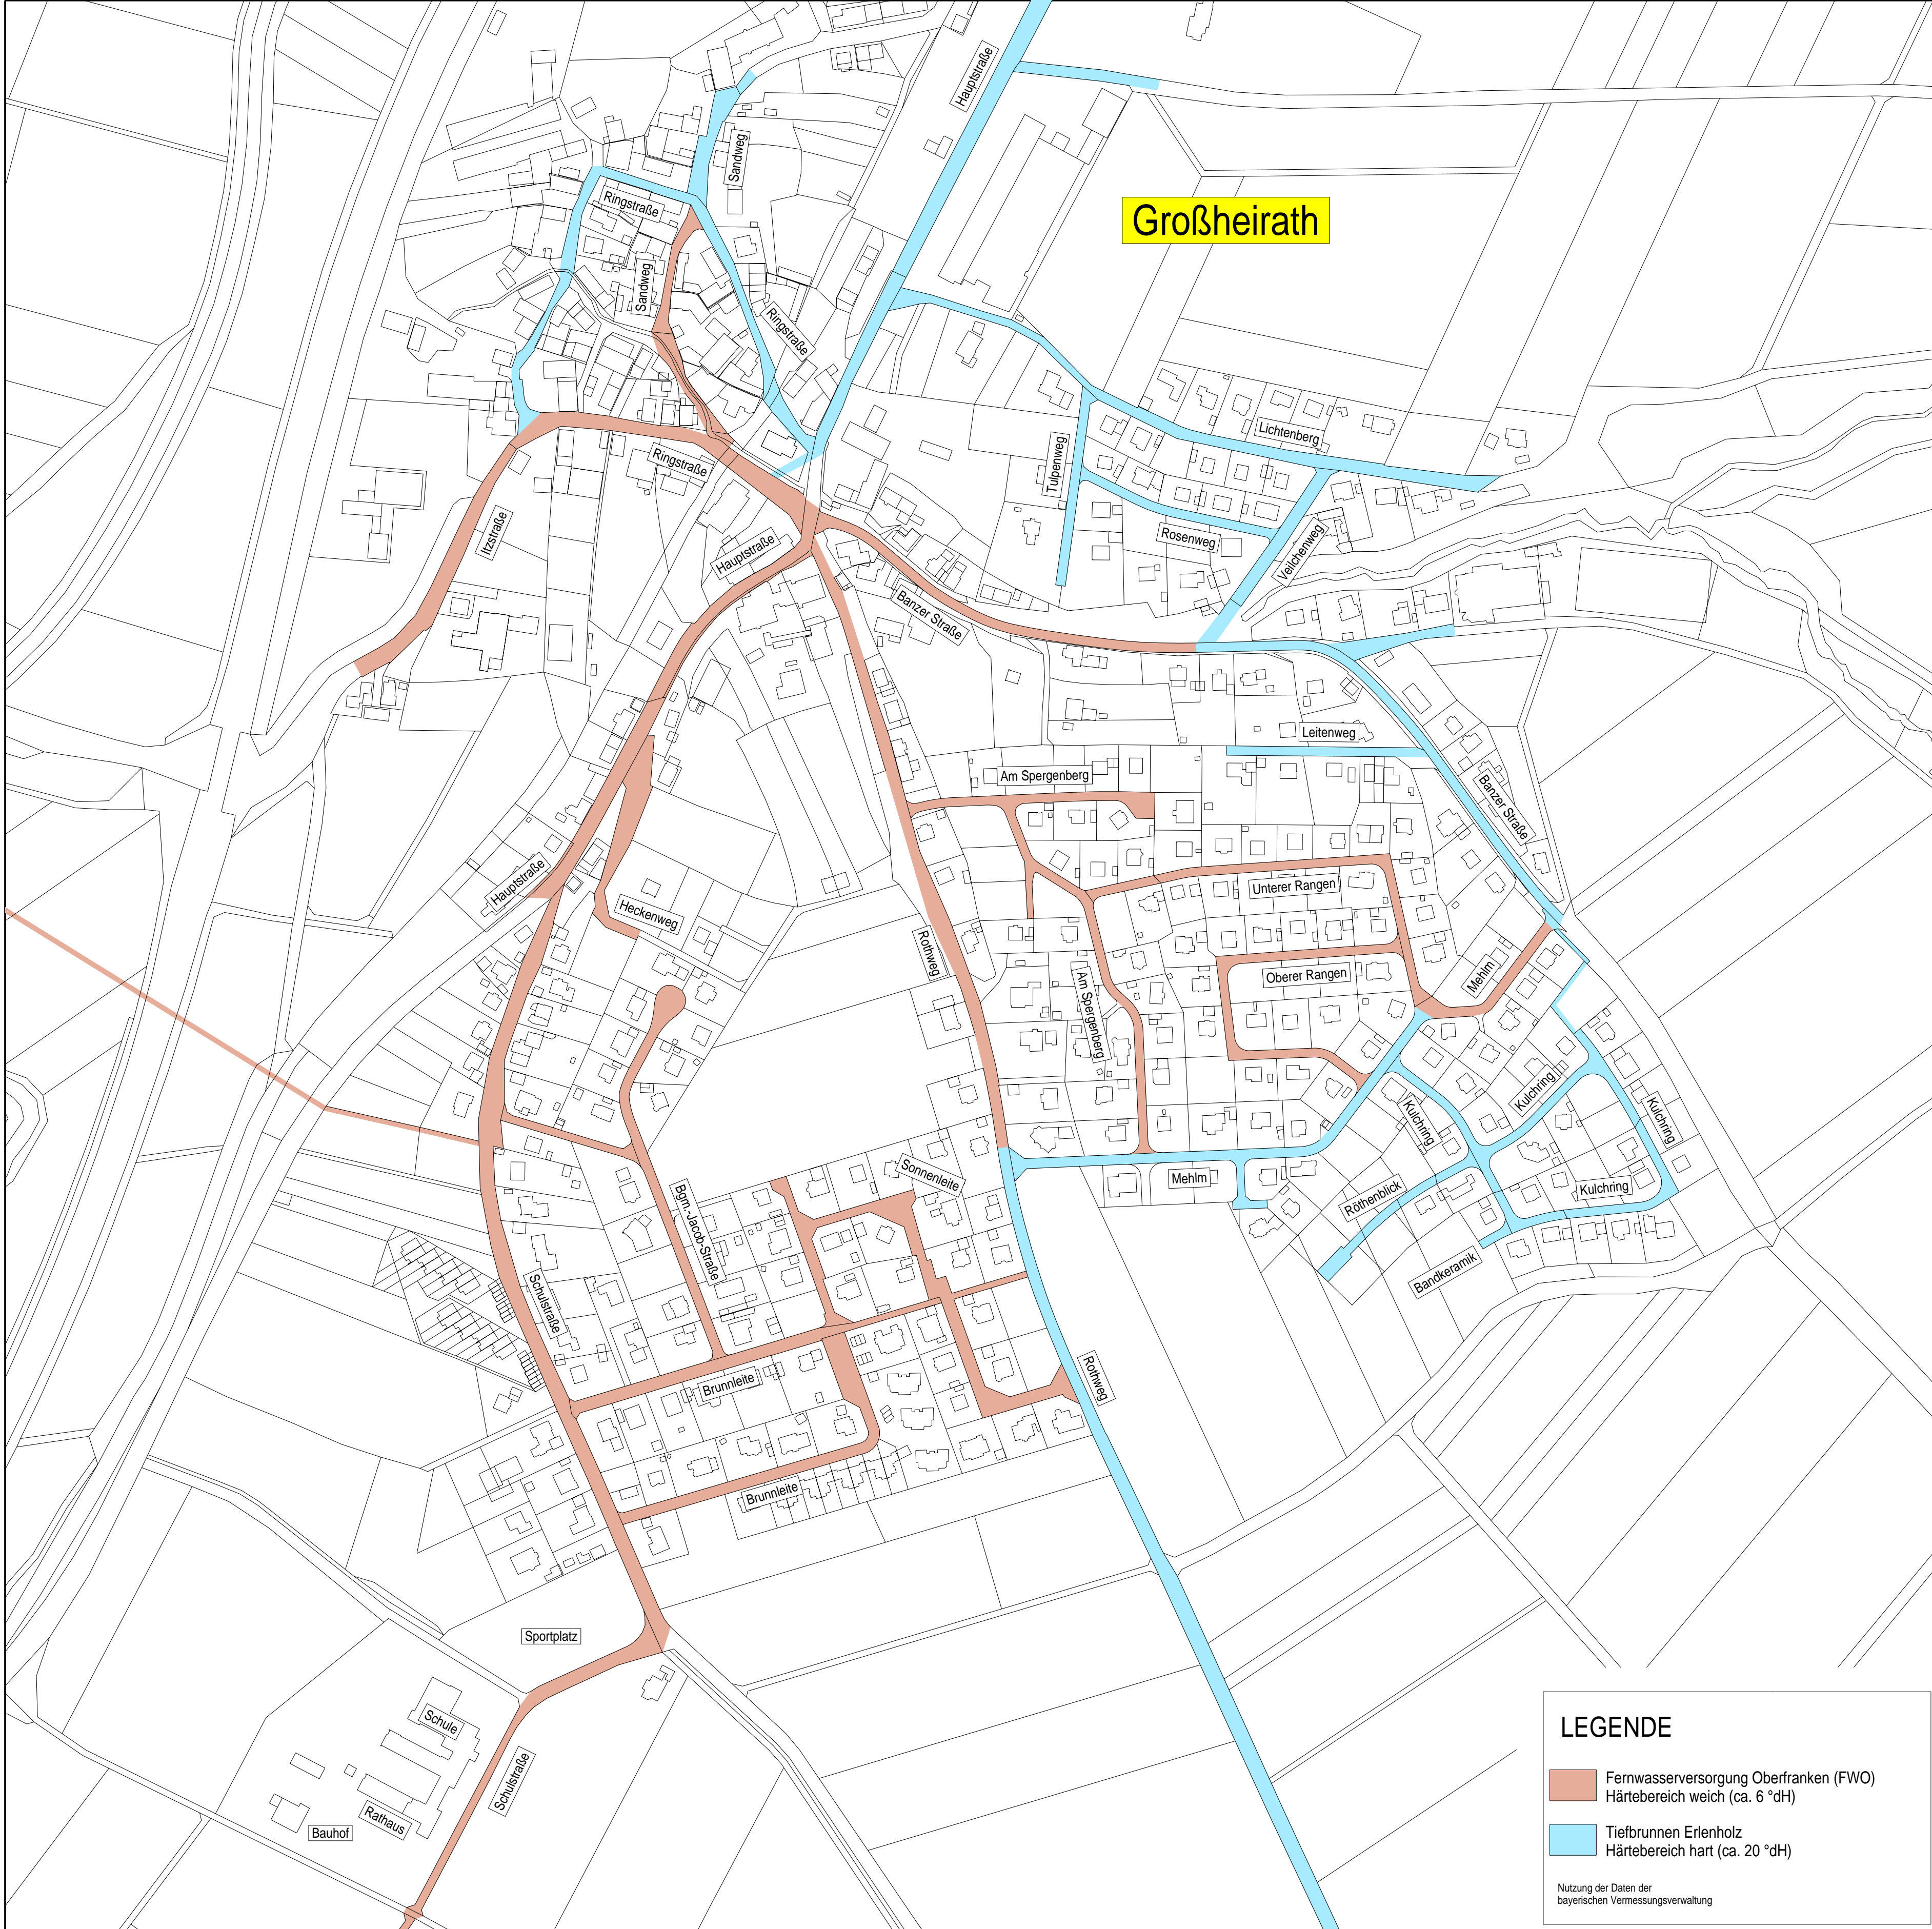 Hauptstraße
Sandweg
Ringstraße
Großheirath
Sandweg
Ringstraße
Lichtenberg
Tulpenweg
Ringstraße
Itzstraße
Rosenweg
Veilchenweg
Hauptstraße
Banzer Straße
Leitenweg
Am Spergenberg
Banzer Straße
Hauptstraße
Unterer Rangen
Heckenweg
Rothweg
Oberer Rangen
Mehlm
Am Spergenberg
Kulchring
Kulchring
Kulchring
Sonnenleite
Mehlm
Röthenblick
Kulchring
Bgm.-Jacob-Straße
Bandkeramik
Schulstraße
Rothweg
Brunnleite
Brunnleite
Sportplatz
Schule
Schulstraße
Rathaus
Bauhof
LEGENDE
Fernwasserversorgung Oberfranken (FWO)
Härtebereich weich (ca. 6 °dH)
Tiefbrunnen Erlenholz
Härtebereich hart (ca. 20 °dH)
Nutzung der Daten der
bayerischen Vermessungsverwaltung